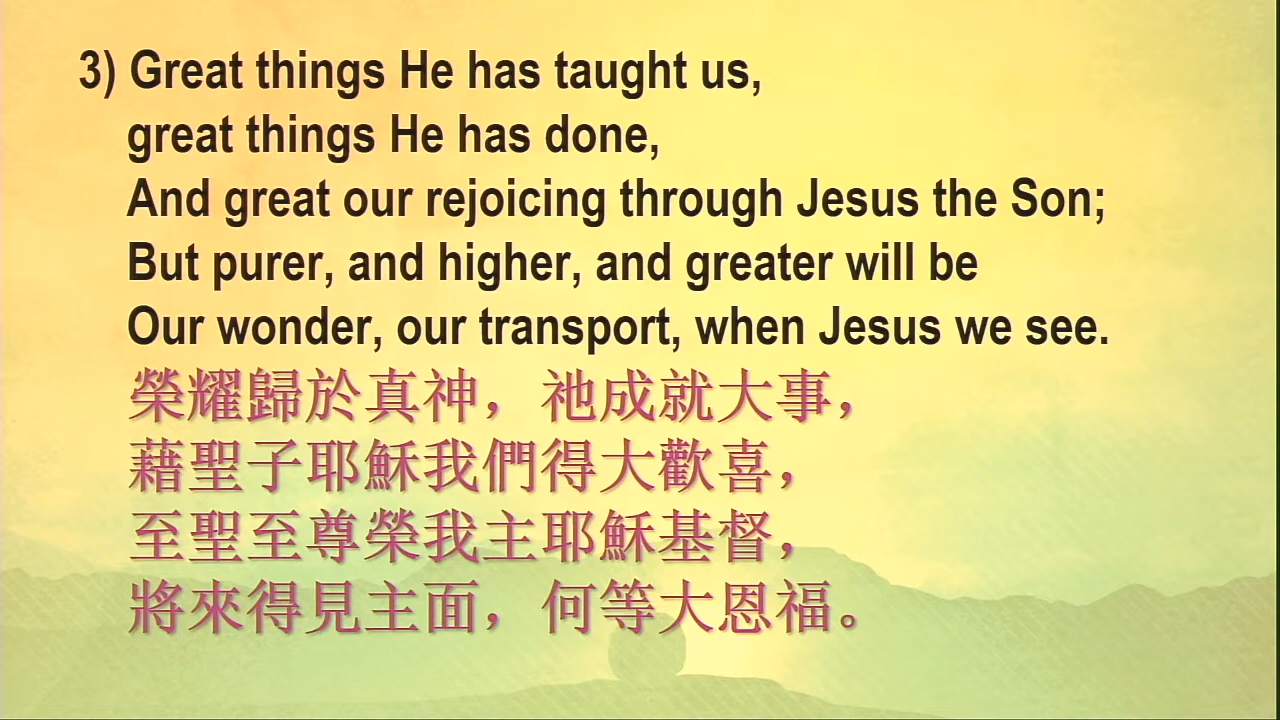 3) Great things He has taught us,
great things He has done,
And great our rejoicing through Jesus the Son;
But purer, and higher, and greater will be
Our wonder, our transport, when Jesus we see.
榮耀歸於真神，祂成就大事，
藉聖子耶穌我們得大歡喜，
至聖至尊榮我主耶穌基督，
將來得見主面，何等大恩福。